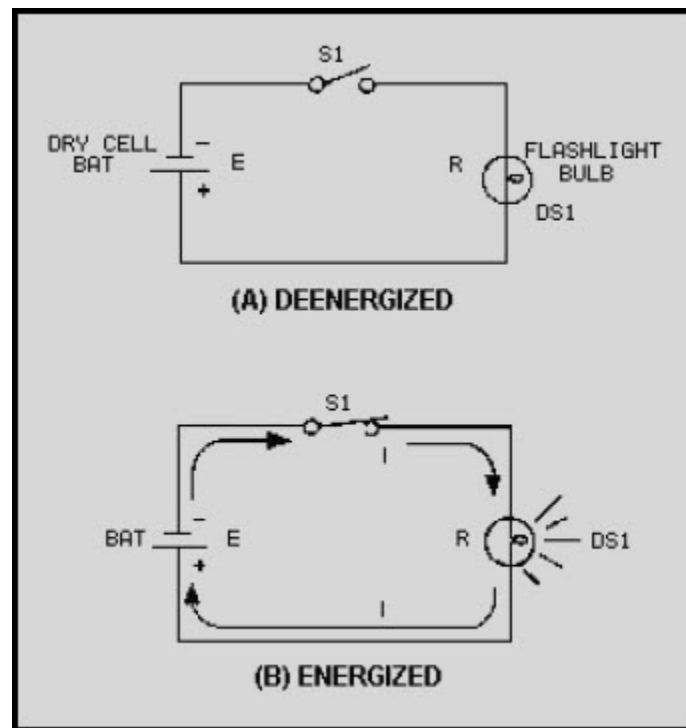 S1
DRY CELL
BAT
−
E
+
R
FLASHLIGHT
BULB
DS1
(A) DEENERGIZED
S1
I
BAT
−
E
+
R
DS1
I
(B) ENERGIZED